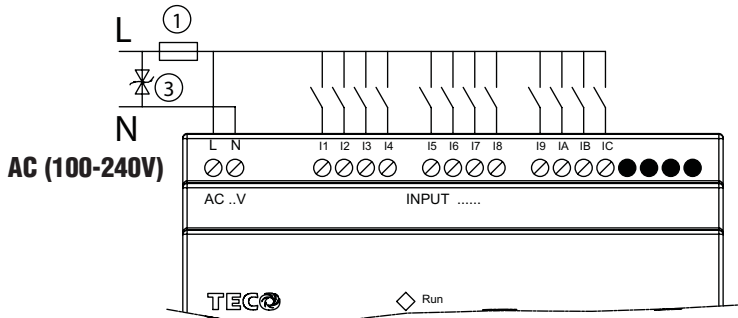 L
1
3
N
AC (100-240V)
L N I1 I2 I3 I4 I5 I6 I7 I8 I9 IA IB IC
AC ..V INPUT ......
TECO Run